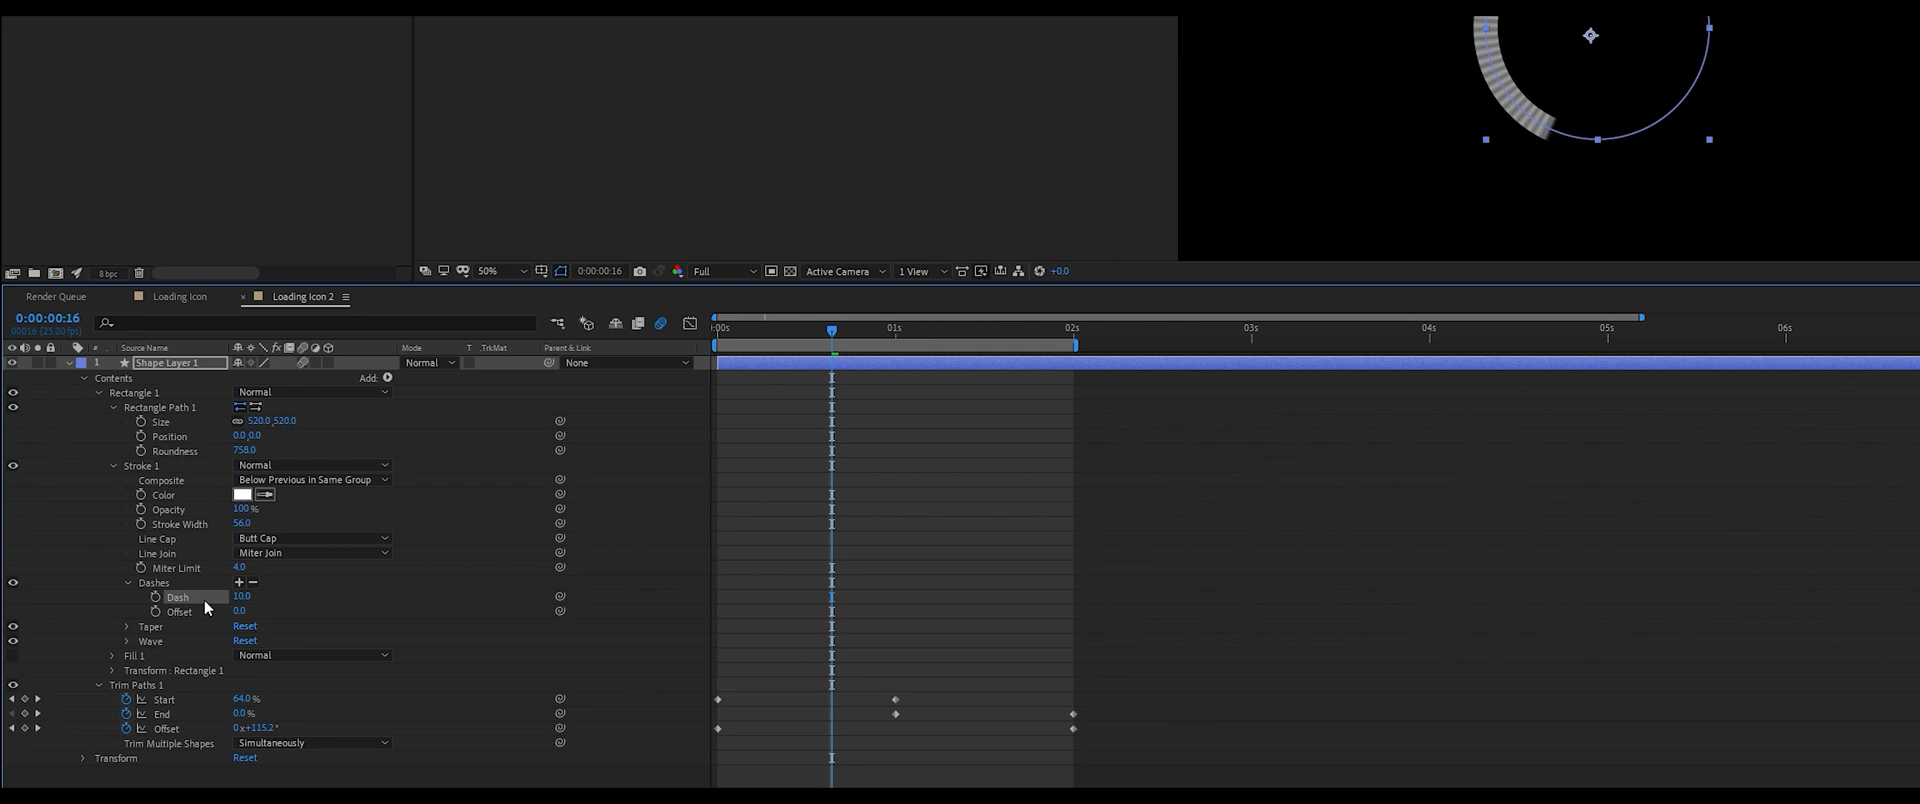 8 bpc 50% 0:00:00:16 Full Active Camera 1 View +0.0
Render Queue Loading Icon × Loading Icon 2
0:00:00:16
00016 (25.00 fps)
:00s 01s 02s 03s 04s 05s 06s
# Source Name fx Mode T .TrkMat Parent & Link
1 Shape Layer 1 Normal None
Contents Add:
Rectangle 1 Normal
Rectangle Path 1
Size 520.0,520.0
Position 0.0,0.0
Roundness 758.0
Stroke 1 Normal
Composite Below Previous in Same Group
Color
Opacity 100 %
Stroke Width 56.0
Line Cap Butt Cap
Line Join Miter Join
Miter Limit 4.0
Dashes + −
Dash 10.0
Offset 0.0
Taper Reset
Wave Reset
Fill 1 Normal
Transform : Rectangle 1
Trim Paths 1
Start 64.0 %
End 0.0 %
Offset 0 x+115.2 °
Trim Multiple Shapes Simultaneously
Transform Reset